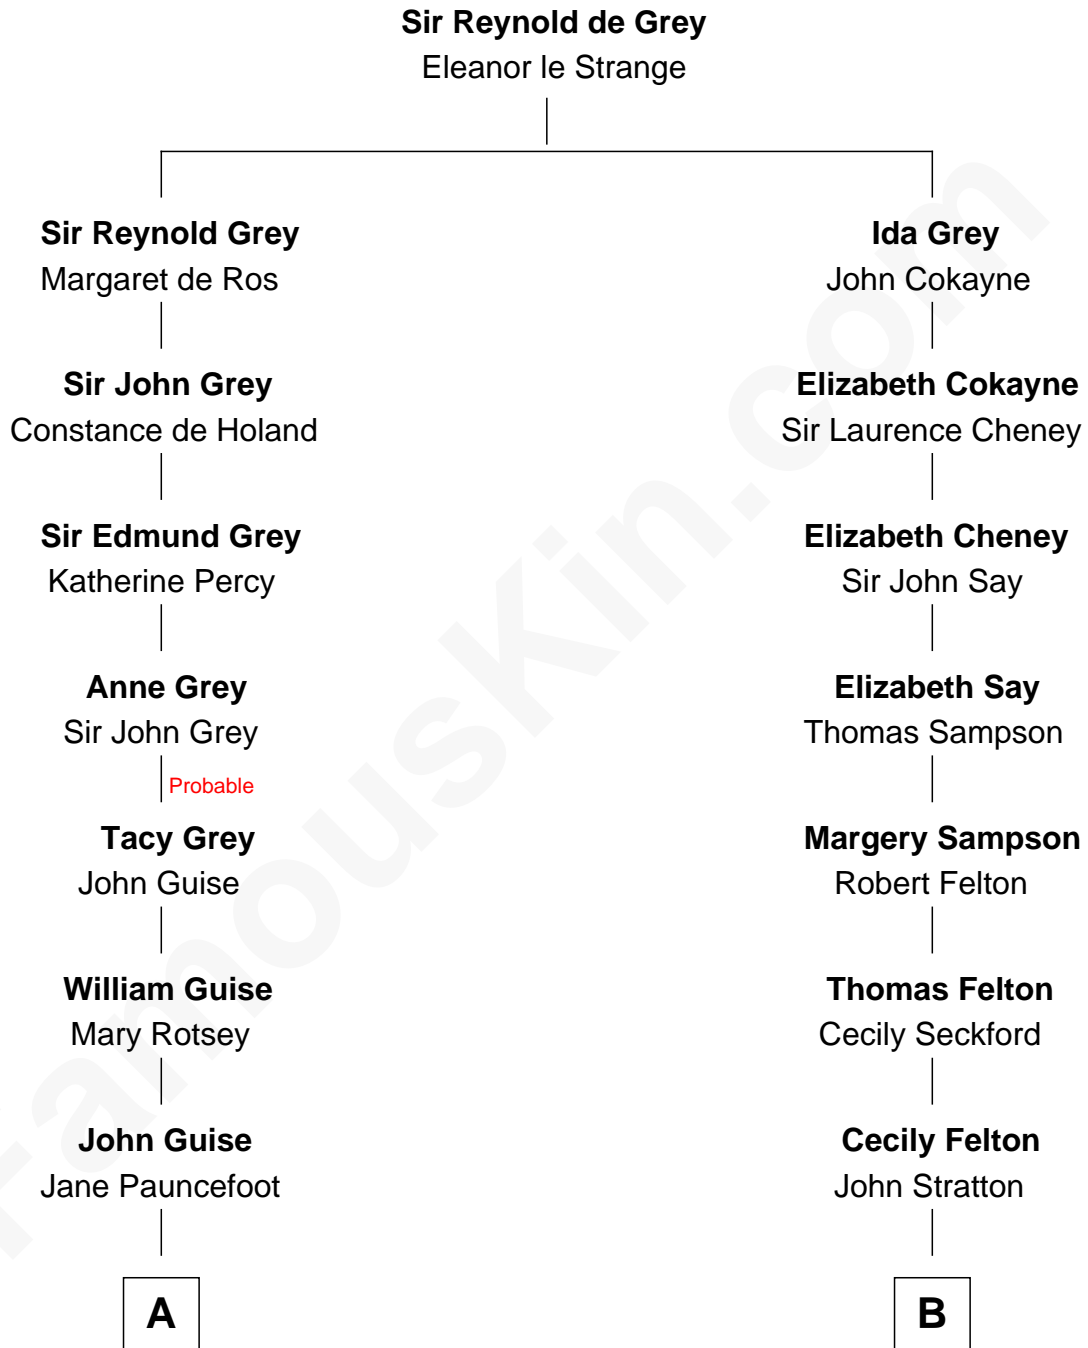 Sir Reynold de Grey
Eleanor le Strange
Sir Reynold Grey
Margaret de Ros
Ida Grey
John Cokayne
Sir John Grey
Constance de Holand
Elizabeth Cokayne
Sir Laurence Cheney
Sir Edmund Grey
Katherine Percy
Elizabeth Cheney
Sir John Say
Anne Grey
Sir John Grey
Elizabeth Say
Thomas Sampson
Probable
Tacy Grey
John Guise
Margery Sampson
Robert Felton
William Guise
Mary Rotsey
Thomas Felton
Cecily Seckford
John Guise
Jane Pauncefoot
Cecily Felton
John Stratton
A
B
FamousKin.com